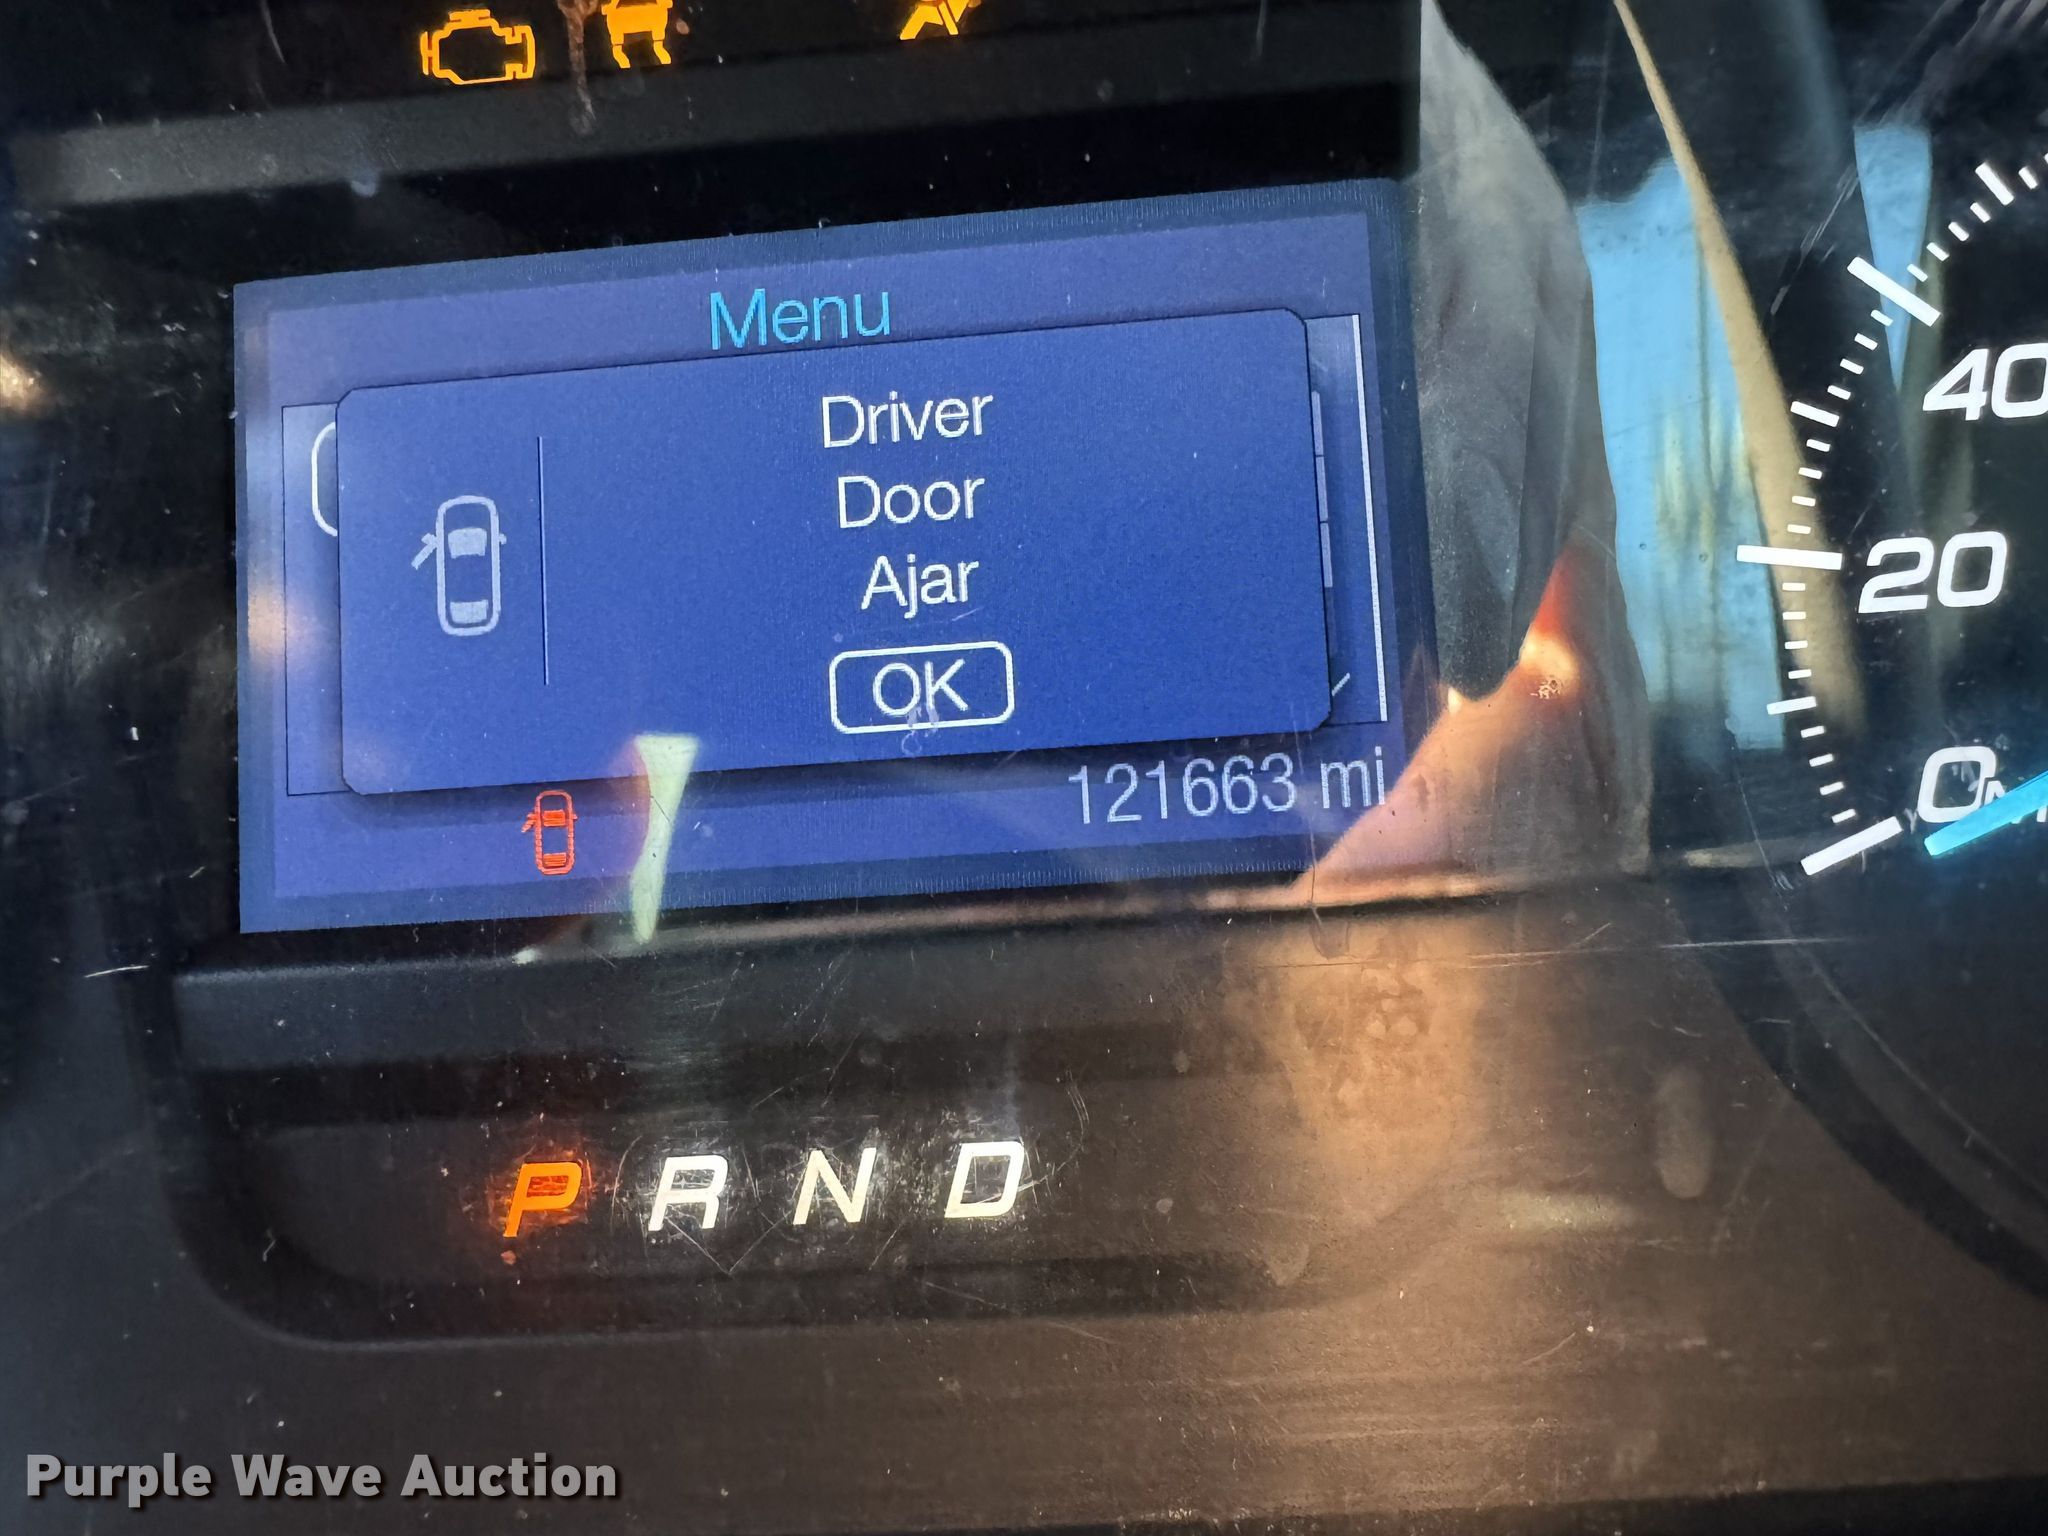 Menu
Driver
Door
Ajar
OK
121663 mi
40
20
0
P R N D
Purple Wave Auction